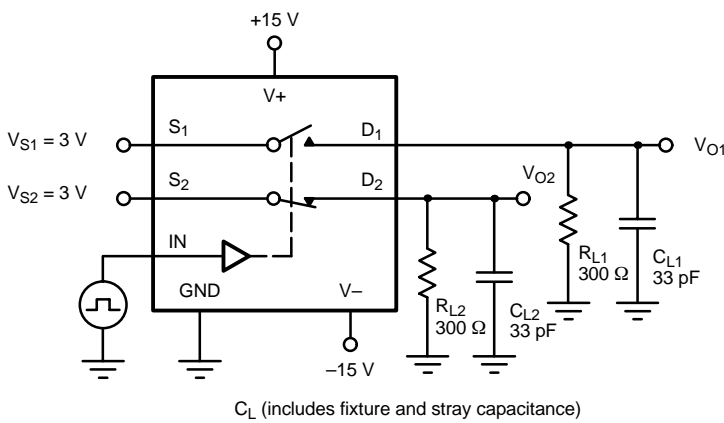 +15 V
V+
S1
D1
VS1 = 3 V
VO1
S2
D2
VS2 = 3 V
VO2
IN
RL1
300 Ω
CL1
33 pF
GND
V–
RL2
300 Ω
CL2
33 pF
–15 V
CL (includes fixture and stray capacitance)